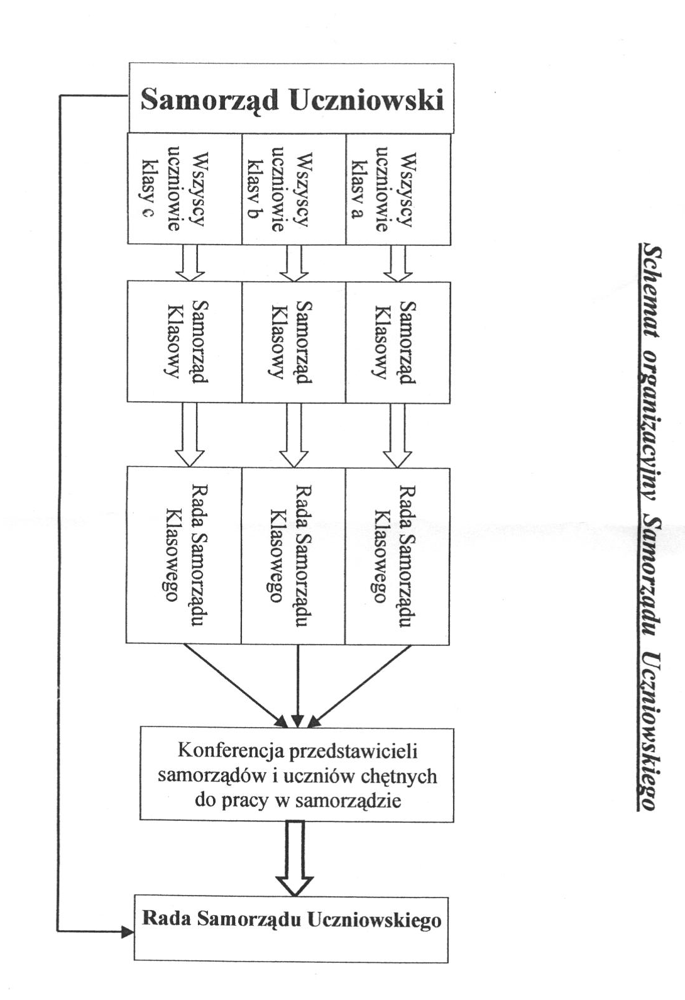 Schemat organizacyjny Samorządu Uczniowskiego
Samorząd Uczniowski
Wszyscy
uczniowie
klasy c
Wszyscy
uczniowie
klasy b
Wszyscy
uczniowie
klasy a
Samorząd
Klasowy
Samorząd
Klasowy
Samorząd
Klasowy
Rada Samorządu
Klasowego
Rada Samorządu
Klasowego
Rada Samorządu
Klasowego
Konferencja przedstawicieli
samorządów i uczniów chętnych
do pracy w samorządzie
Rada Samorządu Uczniowskiego